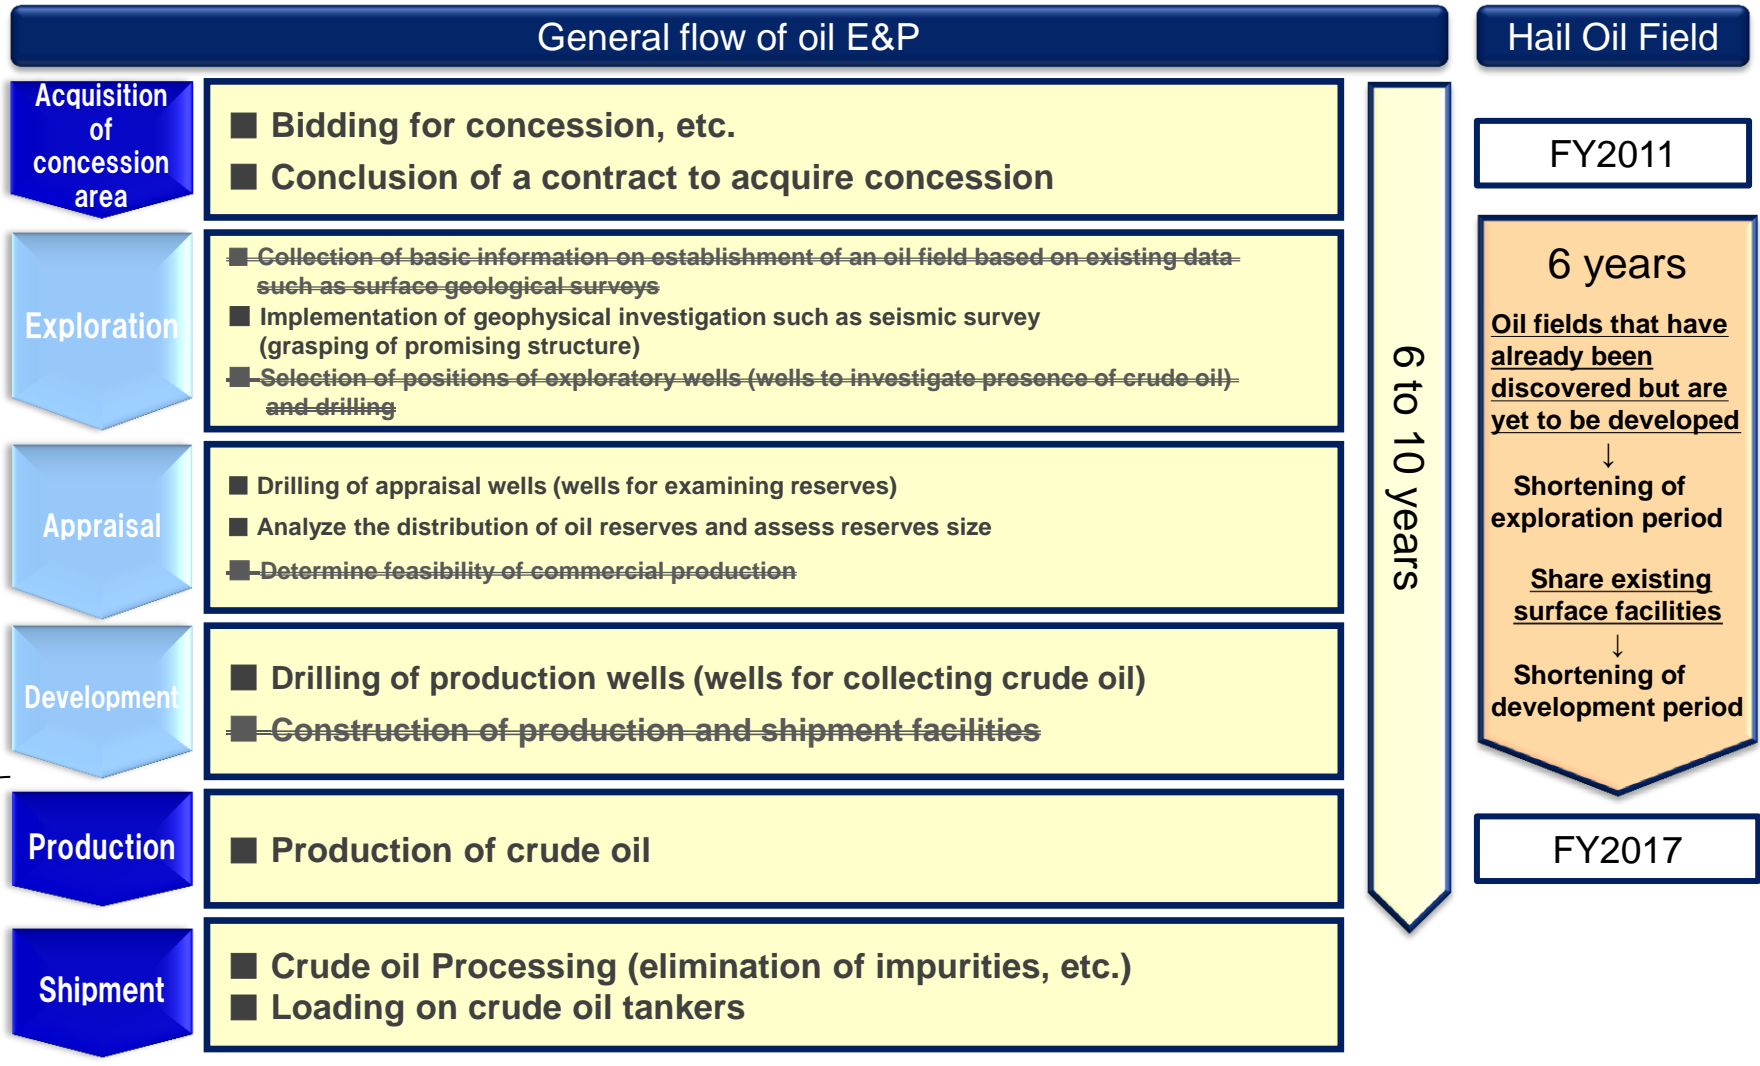 General flow of oil E&P
Hail Oil Field
Acquisition
of
concession
area
■ Bidding for concession, etc.
■ Conclusion of a contract to acquire concession
Exploration
■ Collection of basic information on establishment of an oil field based on existing data
such as surface geological surveys
■ Implementation of geophysical investigation such as seismic survey
(grasping of promising structure)
■ Selection of positions of exploratory wells (wells to investigate presence of crude oil)
and drilling
Appraisal
■ Drilling of appraisal wells (wells for examining reserves)
■ Analyze the distribution of oil reserves and assess reserves size
■ Determine feasibility of commercial production
Development
■ Drilling of production wells (wells for collecting crude oil)
■ Construction of production and shipment facilities
Production
■ Production of crude oil
Shipment
■ Crude oil Processing (elimination of impurities, etc.)
■ Loading on crude oil tankers
6 to 10 years
FY2011
6 years
Oil fields that have
already been
discovered but are
yet to be developed
↓
Shortening of
exploration period
Share existing
surface facilities
↓
Shortening of
development period
FY2017